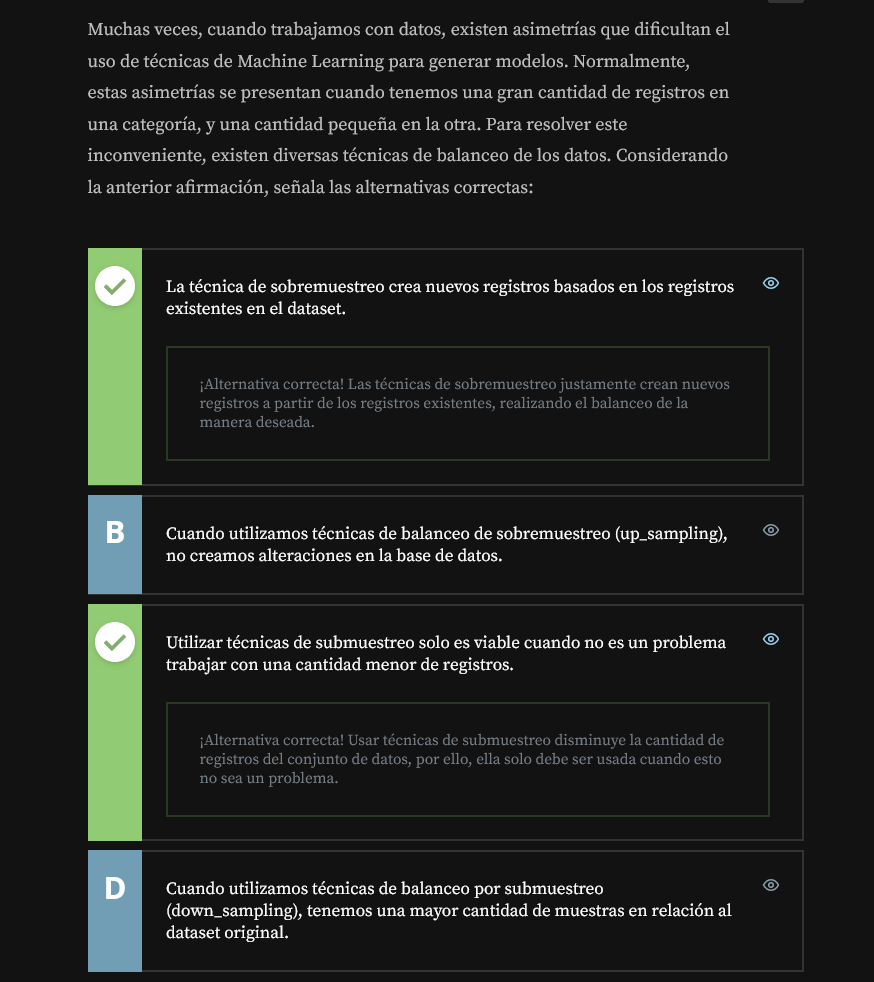 Muchas veces, cuando trabajamos con datos, existen asimetrías que dificultan el
uso de técnicas de Machine Learning para generar modelos. Normalmente,
estas asimetrías se presentan cuando tenemos una gran cantidad de registros en
una categoría, y una cantidad pequeña en la otra. Para resolver este
inconveniente, existen diversas técnicas de balanceo de los datos. Considerando
la anterior afirmación, señala las alternativas correctas:
La técnica de sobremuestreo crea nuevos registros basados en los registros
existentes en el dataset.
¡Alternativa correcta! Las técnicas de sobremuestreo justamente crean nuevos
registros a partir de los registros existentes, realizando el balanceo de la
manera deseada.
B
Cuando utilizamos técnicas de balanceo de sobremuestreo (up_sampling),
no creamos alteraciones en la base de datos.
Utilizar técnicas de submuestreo solo es viable cuando no es un problema
trabajar con una cantidad menor de registros.
¡Alternativa correcta! Usar técnicas de submuestreo disminuye la cantidad de
registros del conjunto de datos, por ello, ella solo debe ser usada cuando esto
no sea un problema.
D
Cuando utilizamos técnicas de balanceo por submuestreo
(down_sampling), tenemos una mayor cantidad de muestras en relación al
dataset original.